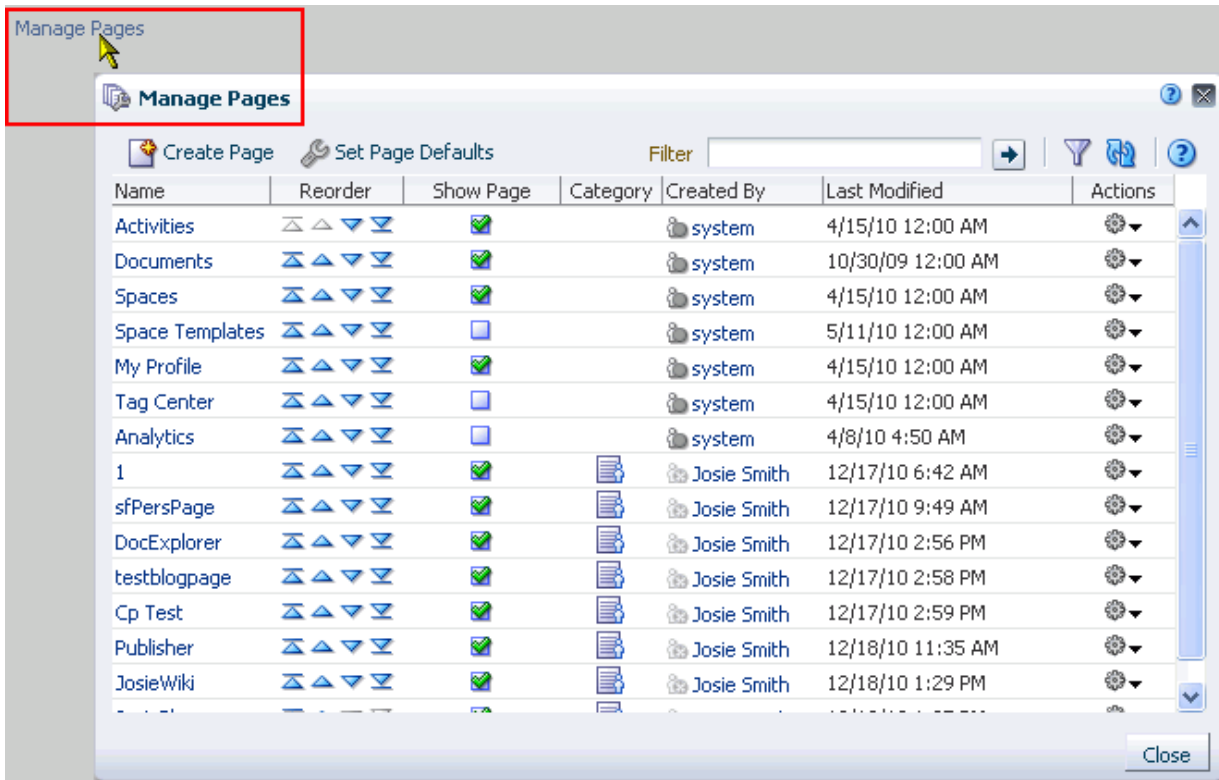 Manage Pages
Manage Pages
Create Page Set Page Defaults Filter
Name Reorder Show Page Category Created By Last Modified Actions
Activities system 4/15/10 12:00 AM
Documents system 10/30/09 12:00 AM
Spaces system 4/15/10 12:00 AM
Space Templates system 5/11/10 12:00 AM
My Profile system 4/15/10 12:00 AM
Tag Center system 4/15/10 12:00 AM
Analytics system 4/8/10 4:50 AM
1 Josie Smith 12/17/10 6:42 AM
sfPersPage Josie Smith 12/17/10 9:49 AM
DocExplorer Josie Smith 12/17/10 2:56 PM
testblogpage Josie Smith 12/17/10 2:58 PM
Cp Test Josie Smith 12/17/10 2:59 PM
Publisher Josie Smith 12/18/10 11:35 AM
JosieWiki Josie Smith 12/18/10 1:29 PM
Close